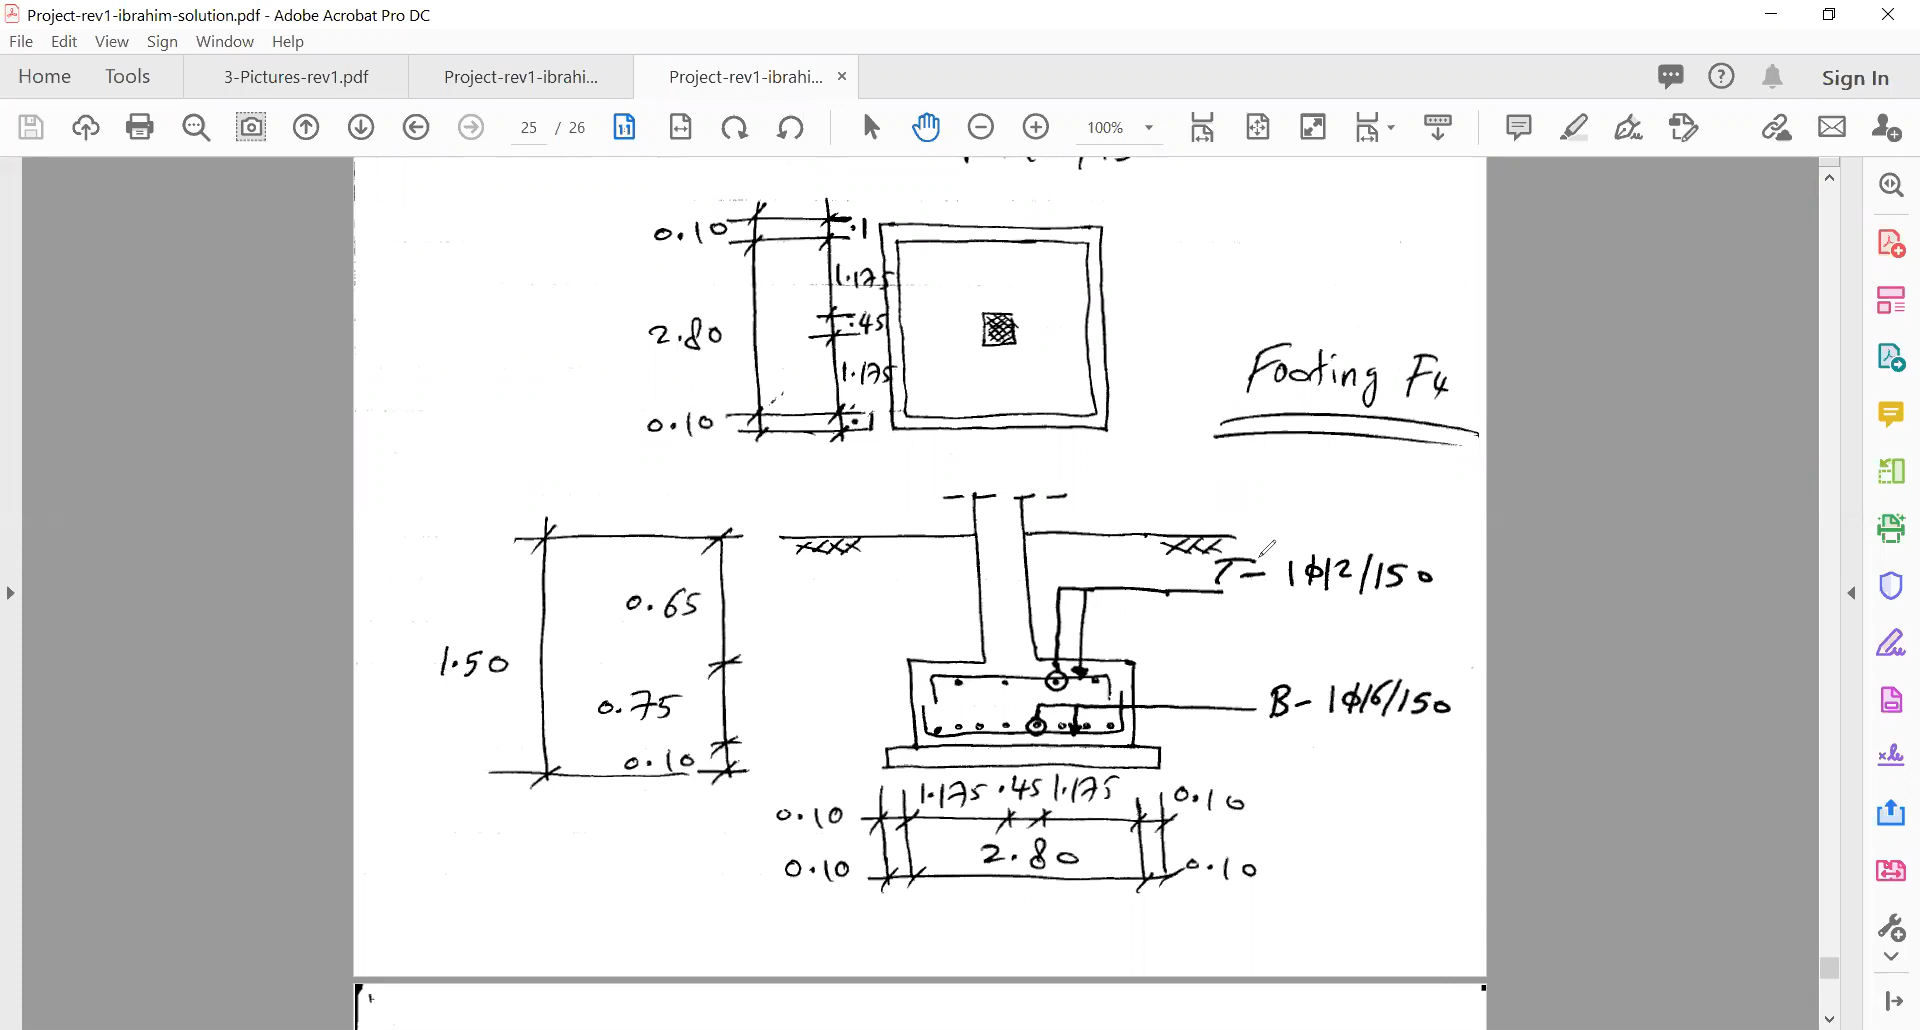 Project-rev1-ibrahim-solution.pdf - Adobe Acrobat Pro DC
File Edit View Sign Window Help
Home Tools 3-Pictures-rev1.pdf Project-rev1-ibrahi... Project-rev1-ibrahi... × Sign In
25 / 26 1:1 100%
0.10 .1
1.175
2.80 .45
1.175
0.10 .1
Footing F4
T- 1ϕ12/150
0.65
1.50
0.75 B- 1ϕ16/150
0.10
1.175 .45 1.175 0.10
0.10
2.80
0.10 0.10